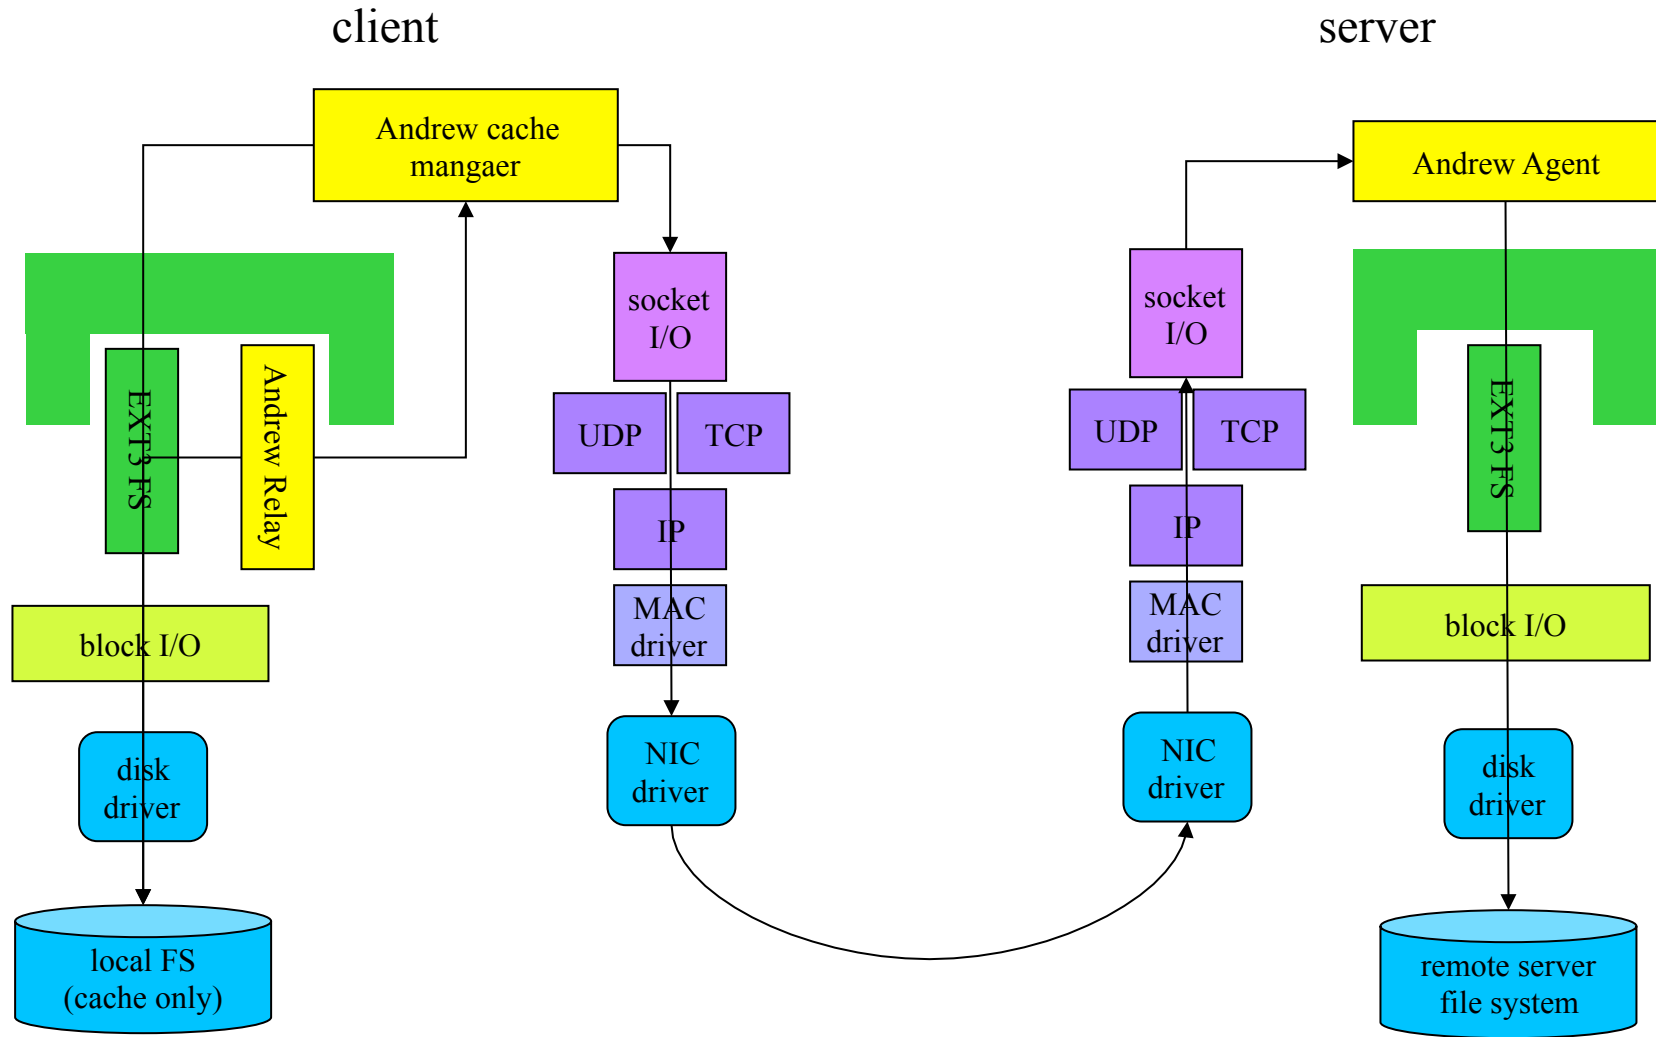 client
server
Andrew cache
mangaer
Andrew Agent
socket
I/O
socket
I/O
EXT3 FS
Andrew Relay
UDP
TCP
UDP
TCP
EXT3 FS
IP
IP
block I/O
MAC
driver
MAC
driver
block I/O
disk
driver
NIC
driver
NIC
driver
disk
driver
local FS
(cache only)
remote server
file system